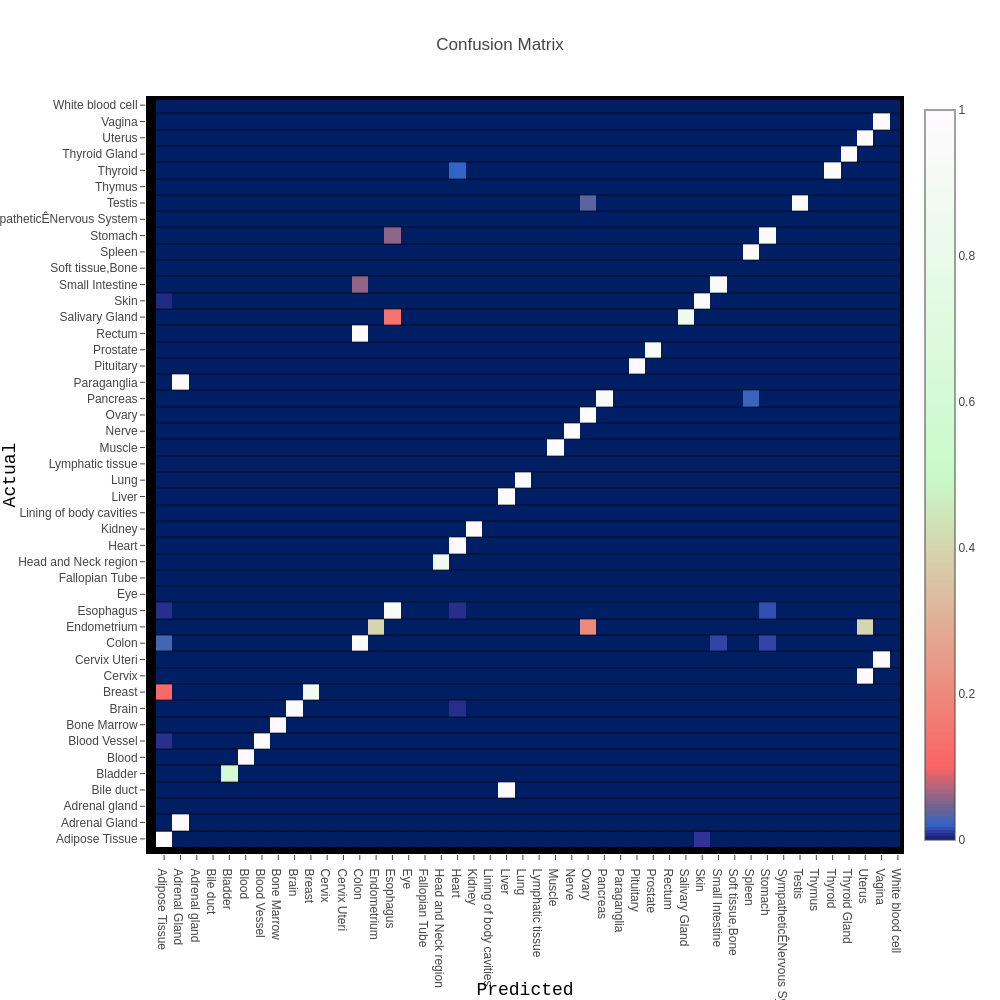 Confusion Matrix
White blood cell
Vagina
Uterus
Thyroid Gland
Thyroid
Thymus
Testis
patheticÊNervous System
Stomach
Spleen
Soft tissue,Bone
Small Intestine
Skin
Salivary Gland
Rectum
Prostate
Pituitary
Paraganglia
Pancreas
Ovary
Nerve
Muscle
Lymphatic tissue
Lung
Liver
Lining of body cavities
Kidney
Heart
Head and Neck region
Fallopian Tube
Eye
Esophagus
Endometrium
Colon
Cervix Uteri
Cervix
Breast
Brain
Bone Marrow
Blood Vessel
Blood
Bladder
Bile duct
Adrenal gland
Adrenal Gland
Adipose Tissue
Actual
Adipose Tissue
Adrenal Gland
Adrenal gland
Bile duct
Bladder
Blood
Blood Vessel
Bone Marrow
Brain
Breast
Cervix
Cervix Uteri
Colon
Endometrium
Esophagus
Eye
Fallopian Tube
Head and Neck region
Heart
Kidney
Lining of body cavities
Liver
Lung
Lymphatic tissue
Muscle
Nerve
Ovary
Pancreas
Paraganglia
Pituitary
Prostate
Rectum
Salivary Gland
Skin
Small Intestine
Soft tissue,Bone
Spleen
Stomach
SympatheticÊNervous Sy
Testis
Thymus
Thyroid
Thyroid Gland
Uterus
Vagina
White blood cell
Predicted
1
0.8
0.6
0.4
0.2
0